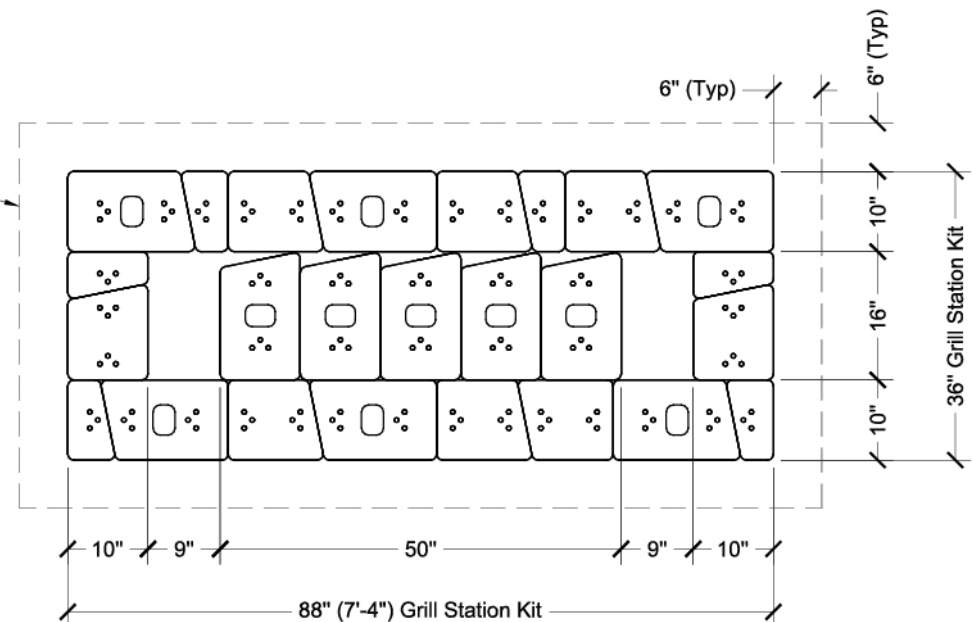 6" (Typ)
6" (Typ)
10"
16"
10"
36" Grill Station Kit
10"
9"
50"
9"
10"
88" (7'-4") Grill Station Kit